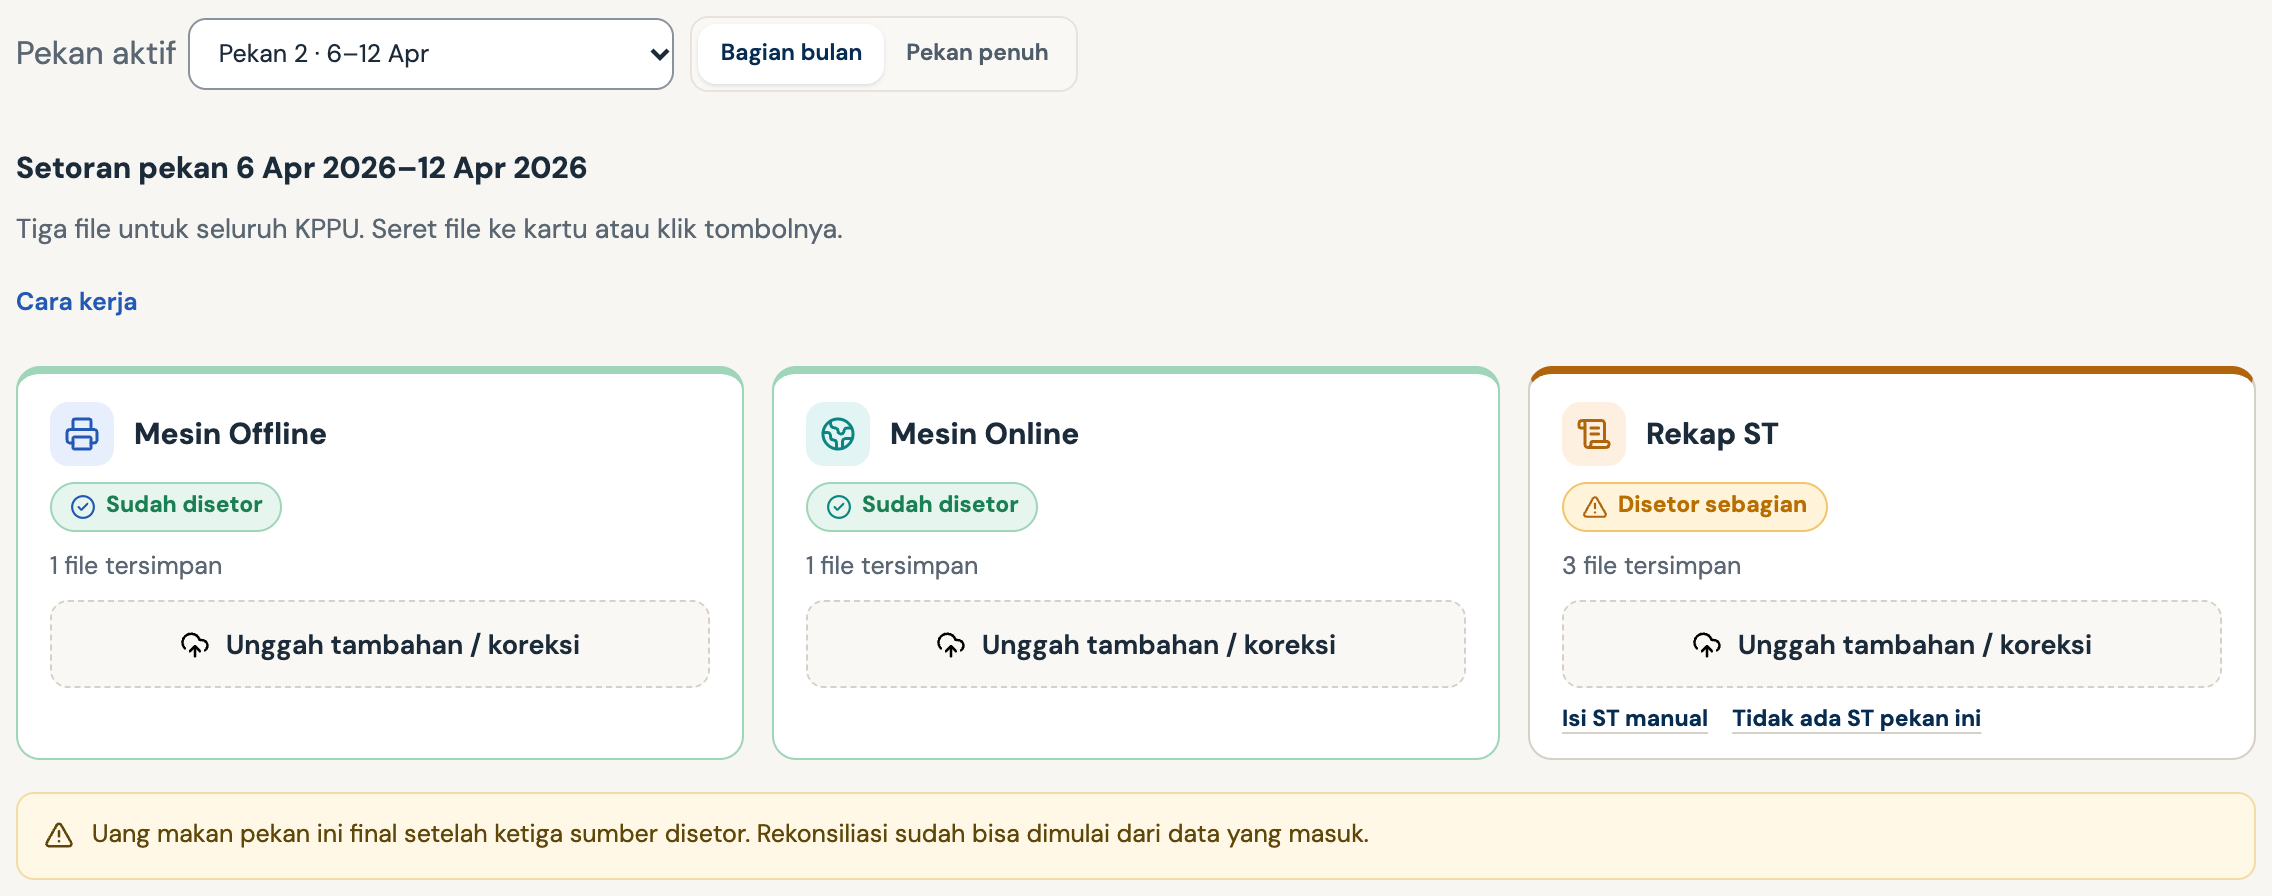 Pekan aktif Pekan 2 · 6–12 Apr Bagian bulan Pekan penuh
Setoran pekan 6 Apr 2026–12 Apr 2026
Tiga file untuk seluruh KPPU. Seret file ke kartu atau klik tombolnya.
Cara kerja
Mesin Offline
Sudah disetor
1 file tersimpan
Unggah tambahan / koreksi
Mesin Online
Sudah disetor
1 file tersimpan
Unggah tambahan / koreksi
Rekap ST
Disetor sebagian
3 file tersimpan
Unggah tambahan / koreksi
Isi ST manual Tidak ada ST pekan ini
Uang makan pekan ini final setelah ketiga sumber disetor. Rekonsiliasi sudah bisa dimulai dari data yang masuk.